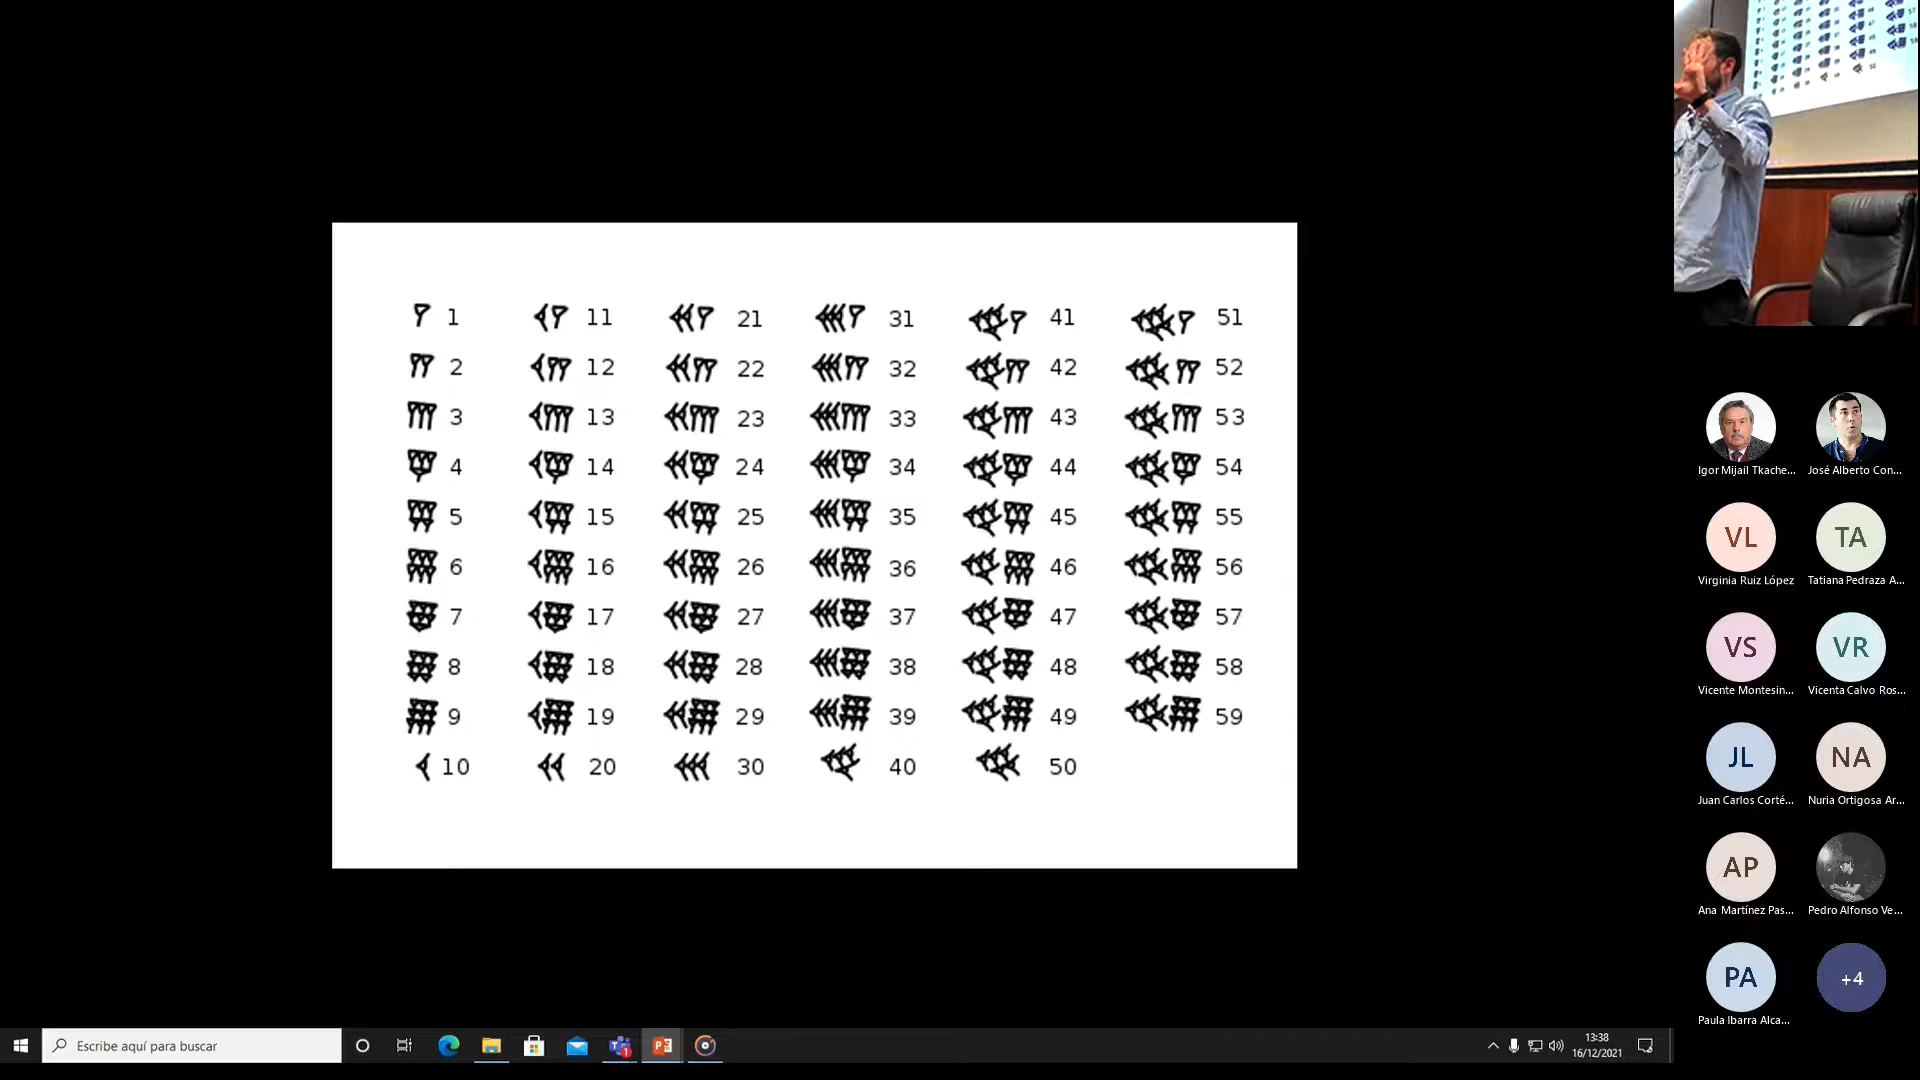 1 11 21 31 41 51
2 12 22 32 42 52
3 13 23 33 43 53
4 14 24 34 44 54
5 15 25 35 45 55
6 16 26 36 46 56
7 17 27 37 47 57
8 18 28 38 48 58
9 19 29 39 49 59
10 20 30 40 50
Igor Mijail Tkache... José Alberto Con...
VL TA
Virginia Ruiz López Tatiana Pedraza A...
VS VR
Vicente Montesin... Vicenta Calvo Ros...
JL NA
Juan Carlos Corté... Nuria Ortigosa Ar...
AP
Ana Martínez Pas... Pedro Alfonso Ve...
PA +4
Paula Ibarra Alca...
Escribe aquí para buscar
13:38
16/12/2021